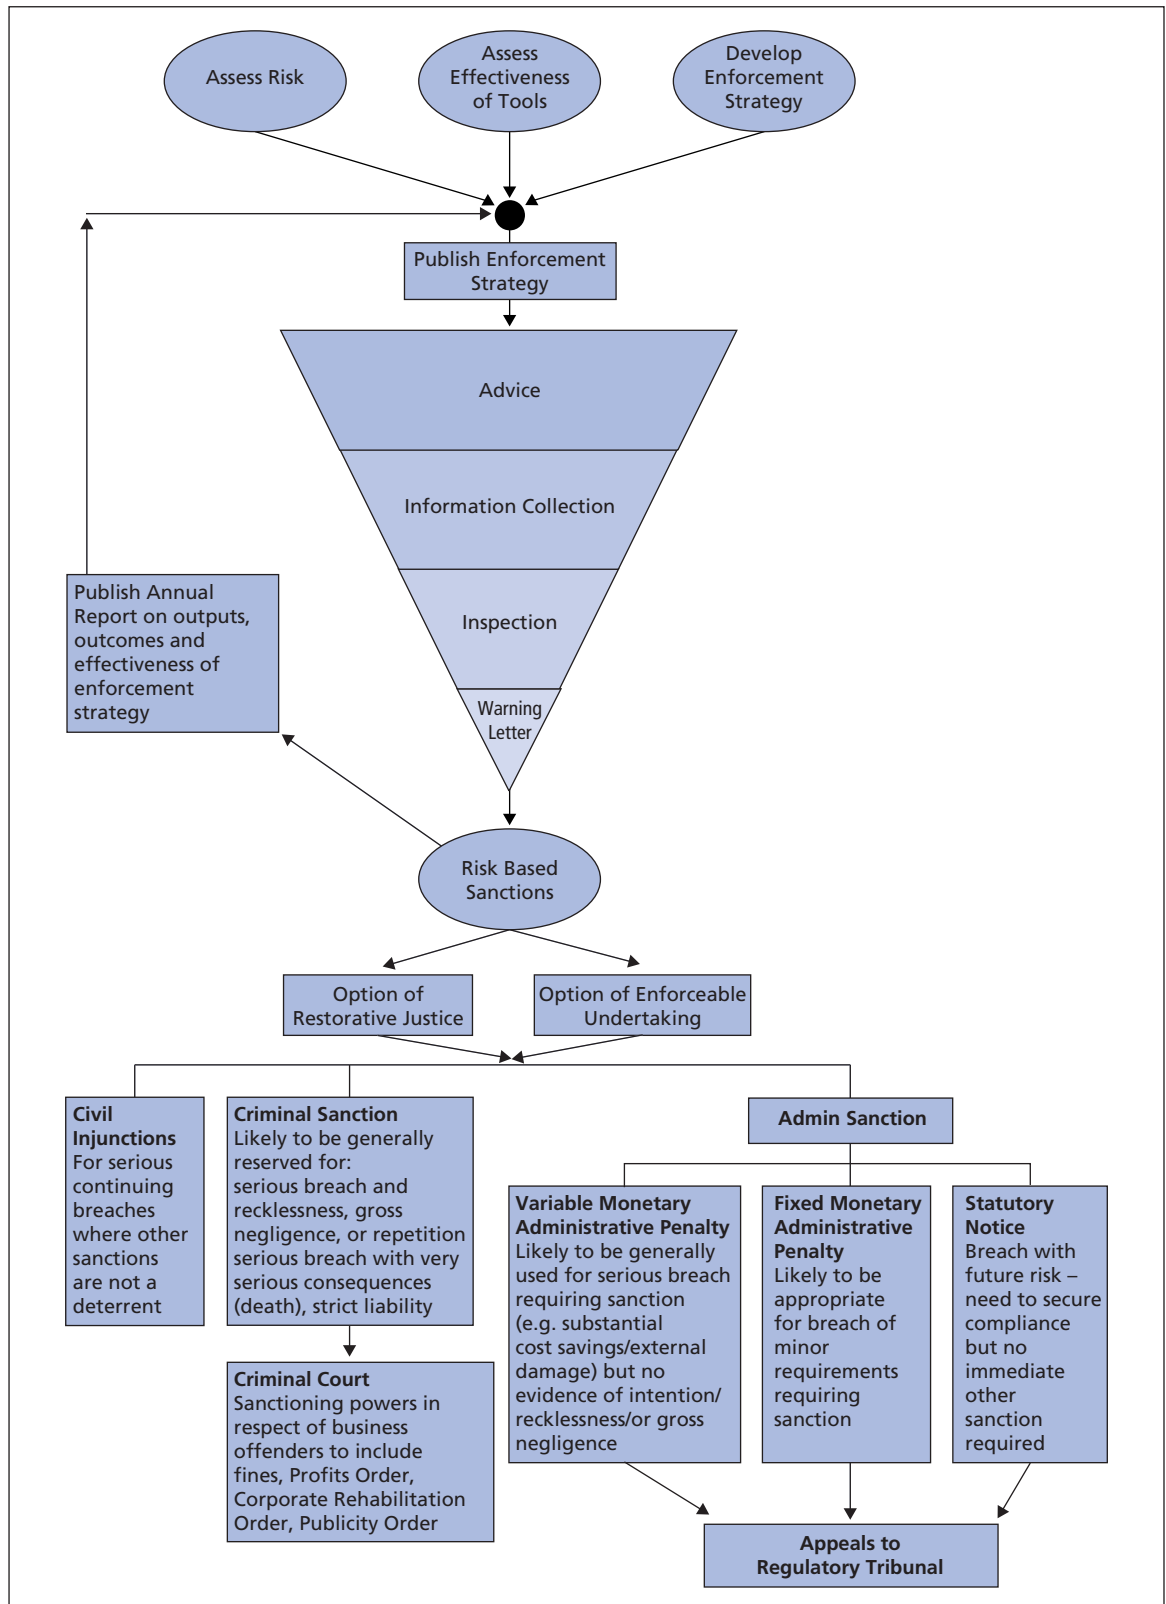 Assess Risk
Assess
Effectiveness
of Tools
Develop
Enforcement
Strategy
Publish Enforcement
Strategy
Advice
Information Collection
Inspection
Warning
Letter
Publish Annual
Report on outputs,
outcomes and
effectiveness of
enforcement
strategy
Risk Based
Sanctions
Option of
Restorative Justice
Option of Enforceable
Undertaking
Civil
Injunctions
For serious
continuing
breaches
where other
sanctions
are not a
deterrent
Criminal Sanction
Likely to be generally
reserved for:
serious breach and
recklessness, gross
negligence, or repetition
serious breach with very
serious consequences
(death), strict liability
Criminal Court
Sanctioning powers in
respect of business
offenders to include
fines, Profits Order,
Corporate Rehabilitation
Order, Publicity Order
Admin Sanction
Variable Monetary
Administrative Penalty
Likely to be generally
used for serious breach
requiring sanction
(e.g. substantial
cost savings/external
damage) but no
evidence of intention/
recklessness/or gross
negligence
Fixed Monetary
Administrative
Penalty
Likely to be
appropriate
for breach of
minor
requirements
requiring
sanction
Statutory
Notice
Breach with
future risk –
need to secure
compliance
but no
immediate
other
sanction
required
Appeals to
Regulatory Tribunal